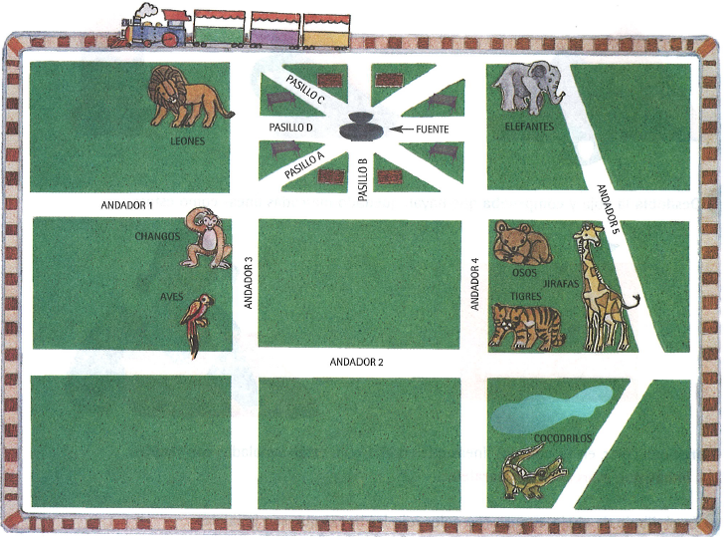 PASILLO C
LEONES
PASILLO D
FUENTE
ELEFANTES
PASILLO A
PASILLO B
ANDADOR 1
ANDADOR 5
CHANGOS
ANDADOR 3
ANDADOR 4
OSOS
JIRAFAS
AVES
TIGRES
ANDADOR 2
COCODRILOS